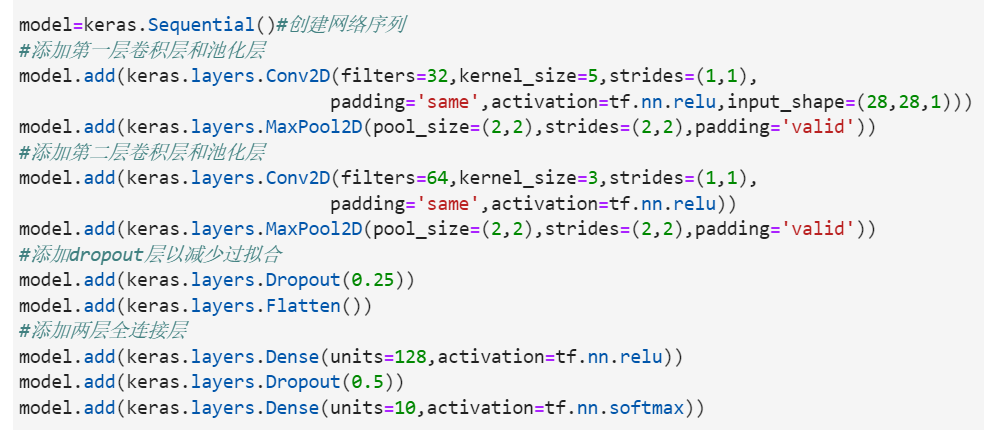 model=keras.Sequential()#创建网络序列
#添加第一层卷积层和池化层
model.add(keras.layers.Conv2D(filters=32,kernel_size=5,strides=(1,1),
padding='same',activation=tf.nn.relu,input_shape=(28,28,1)))
model.add(keras.layers.MaxPool2D(pool_size=(2,2),strides=(2,2),padding='valid'))
#添加第二层卷积层和池化层
model.add(keras.layers.Conv2D(filters=64,kernel_size=3,strides=(1,1),
padding='same',activation=tf.nn.relu))
model.add(keras.layers.MaxPool2D(pool_size=(2,2),strides=(2,2),padding='valid'))
#添加dropout层以减少过拟合
model.add(keras.layers.Dropout(0.25))
model.add(keras.layers.Flatten())
#添加两层全连接层
model.add(keras.layers.Dense(units=128,activation=tf.nn.relu))
model.add(keras.layers.Dropout(0.5))
model.add(keras.layers.Dense(units=10,activation=tf.nn.softmax))